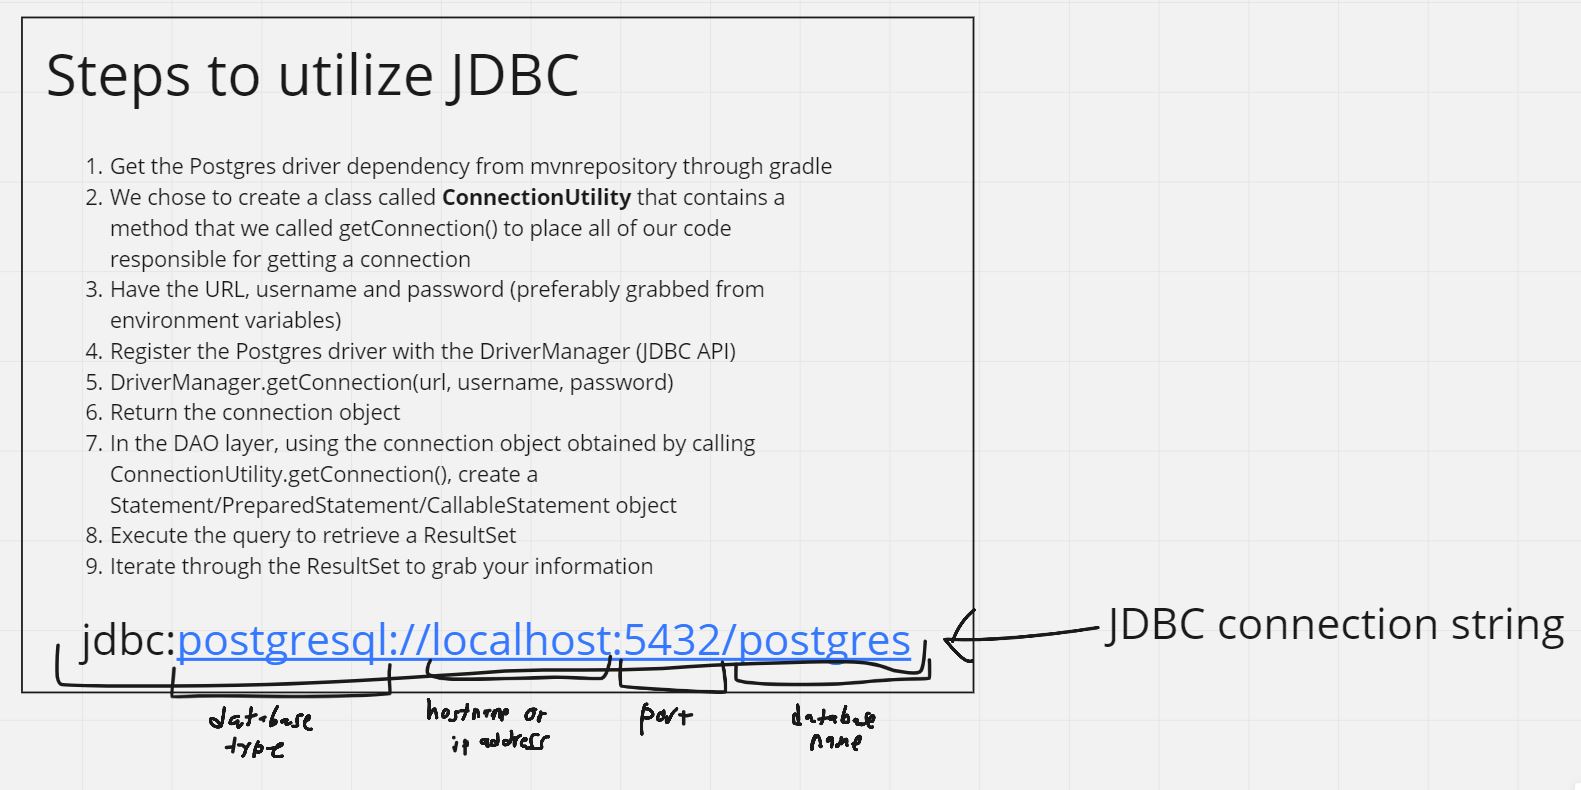 Steps to utilize JDBC
1. Get the Postgres driver dependency from mvnrepository through gradle
2. We chose to create a class called ConnectionUtility that contains a
method that we called getConnection() to place all of our code
responsible for getting a connection
3. Have the URL, username and password (preferably grabbed from
environment variables)
4. Register the Postgres driver with the DriverManager (JDBC API)
5. DriverManager.getConnection(url, username, password)
6. Return the connection object
7. In the DAO layer, using the connection object obtained by calling
ConnectionUtility.getConnection(), create a
Statement/PreparedStatement/CallableStatement object
8. Execute the query to retrieve a ResultSet
9. Iterate through the ResultSet to grab your information
jdbc:postgresql://localhost:5432/postgres
JDBC connection string
database
type
hostname or
ip address
port
database
name